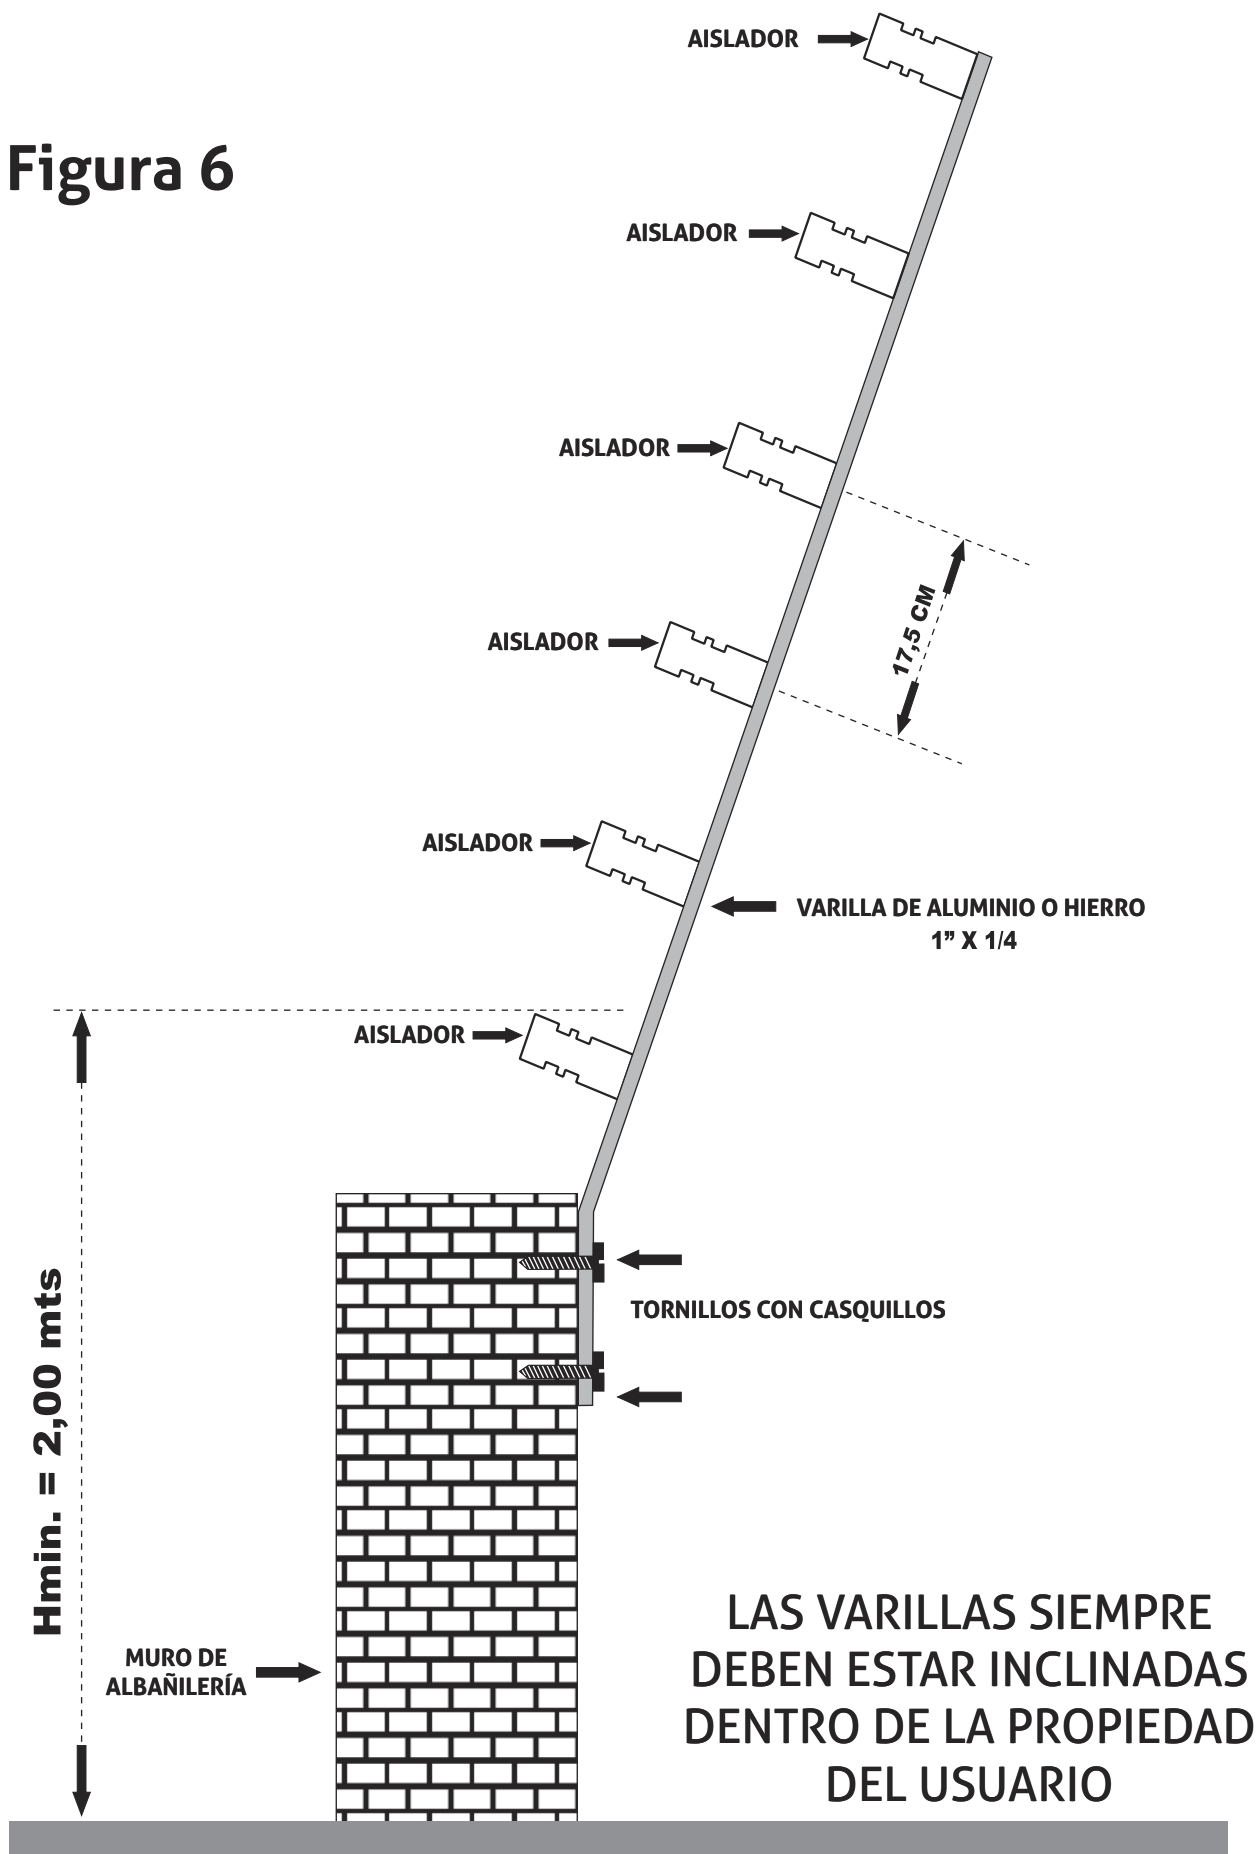 AISLADOR
Figura 6
AISLADOR
AISLADOR
17,5 CM
AISLADOR
AISLADOR
VARILLA DE ALUMINIO O HIERRO
1” X 1/4
AISLADOR
Hmin. = 2,00 mts
TORNILLOS CON CASQUILLOS
MURO DE
ALBAÑILERÍA
LAS VARILLAS SIEMPRE
DEBEN ESTAR INCLINADAS
DENTRO DE LA PROPIEDAD
DEL USUARIO